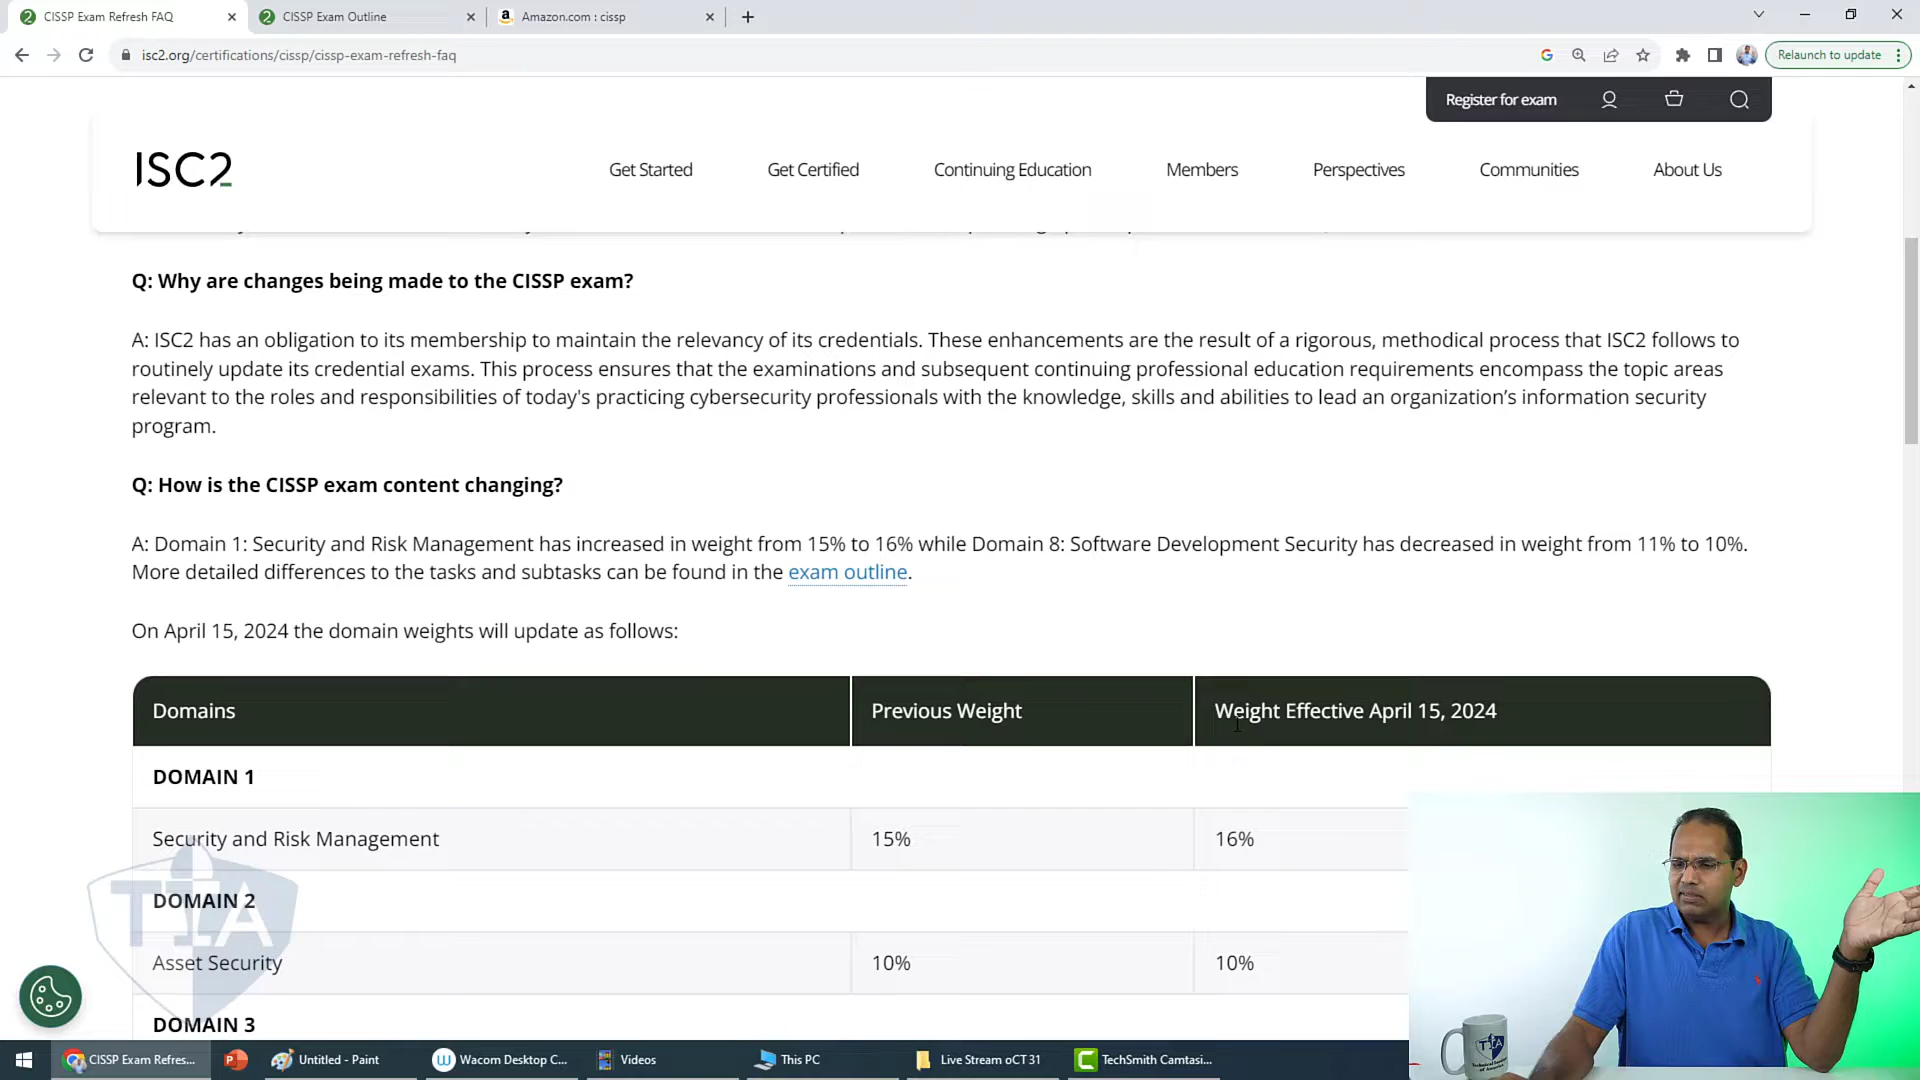 CISSP Exam Refresh FAQ
CISSP Exam Outline
Amazon.com : cissp
isc2.org/certifications/cissp/cissp-exam-refresh-faq
Relaunch to update
Register for exam
ISC2
Get Started
Get Certified
Continuing Education
Members
Perspectives
Communities
About Us
Q: Why are changes being made to the CISSP exam?
A: ISC2 has an obligation to its membership to maintain the relevancy of its credentials. These enhancements are the result of a rigorous, methodical process that ISC2 follows to
routinely update its credential exams. This process ensures that the examinations and subsequent continuing professional education requirements encompass the topic areas
relevant to the roles and responsibilities of today's practicing cybersecurity professionals with the knowledge, skills and abilities to lead an organization’s information security
program.
Q: How is the CISSP exam content changing?
A: Domain 1: Security and Risk Management has increased in weight from 15% to 16% while Domain 8: Software Development Security has decreased in weight from 11% to 10%.
More detailed differences to the tasks and subtasks can be found in the exam outline.
On April 15, 2024 the domain weights will update as follows:
Domains
Previous Weight
Weight Effective April 15, 2024
DOMAIN 1
Security and Risk Management
15%
16%
DOMAIN 2
Asset Security
10%
10%
DOMAIN 3
TIA
TIA
CISSP Exam Refres...
Untitled - Paint
Wacom Desktop C...
Videos
This PC
Live Stream oCT 31
TechSmith Camtasi...